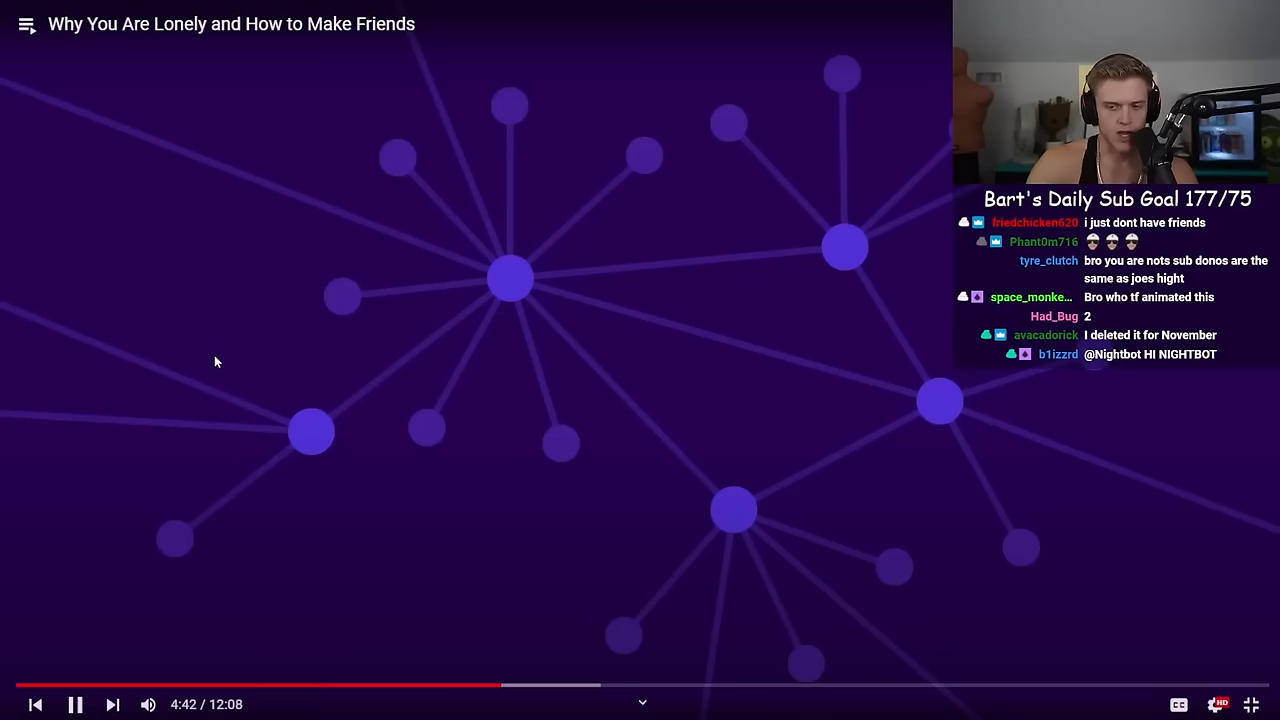 Why You Are Lonely and How to Make Friends
Bart's Daily Sub Goal 177/75
friedchicken620 i just dont have friends
Phant0m716
tyre_clutch bro you are nots sub donos are the
same as joes hight
space_monke... Bro who tf animated this
Had_Bug 2
avacadorick I deleted it for November
b1izzrd @Nightbot HI NIGHTBOT
4:42 / 12:08
CC
HD